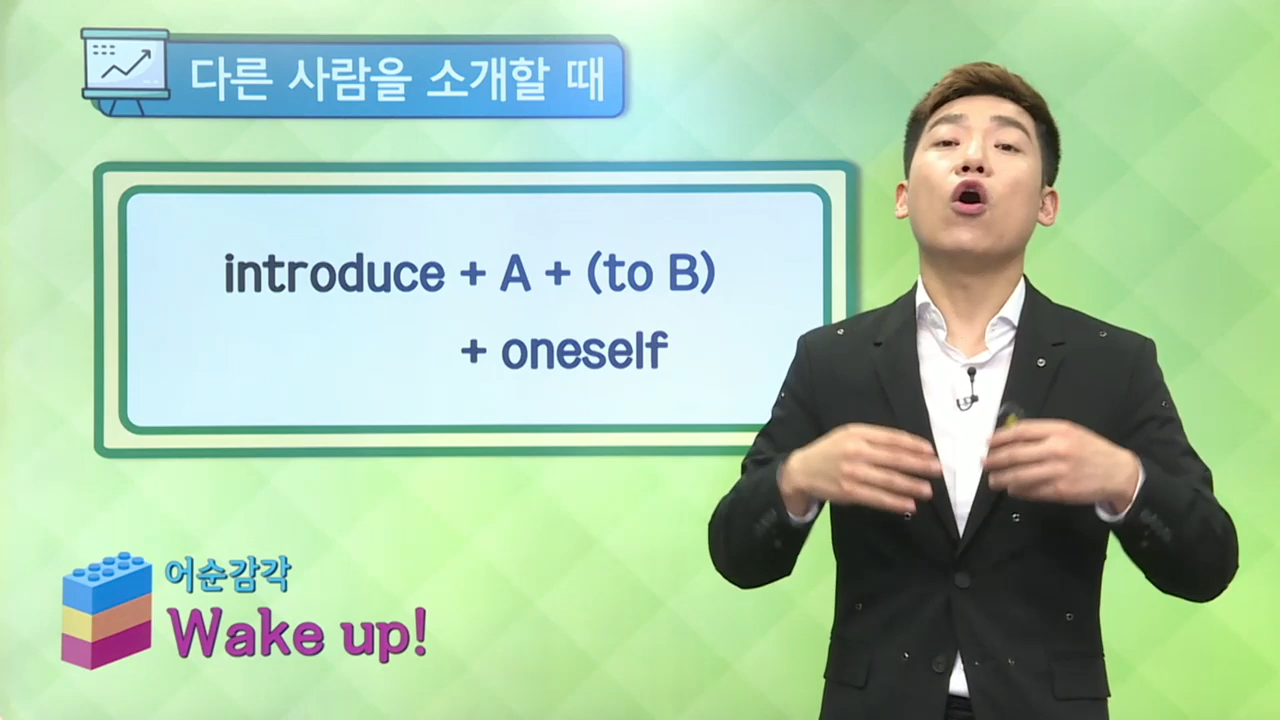 다른 사람을 소개할 때
introduce + A + (to B)
+ oneself
어순감각
Wake up!